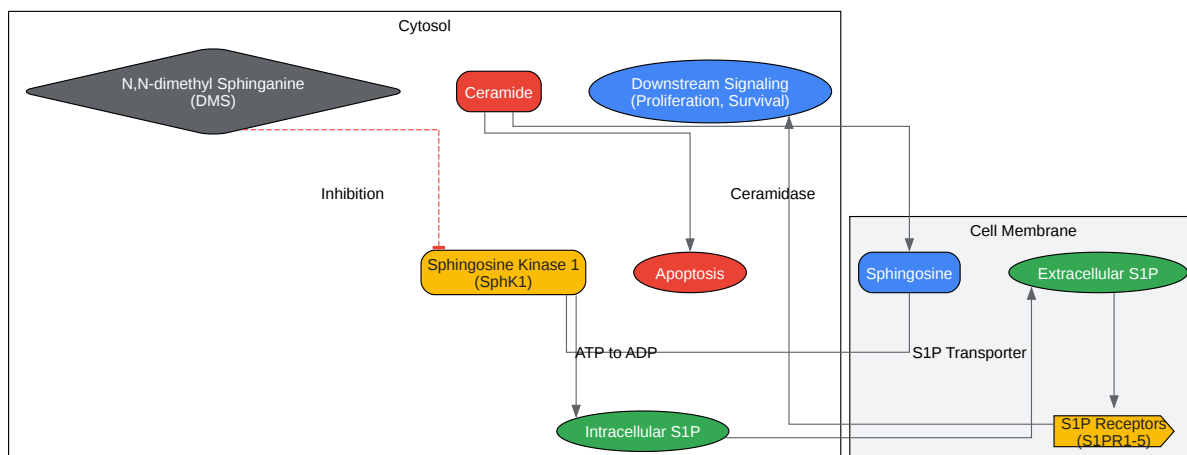 Cytosol
N,N-dimethyl Sphinganine
(DMS)
Ceramide
Downstream Signaling
(Proliferation, Survival)
Inhibition
Ceramidase
Cell Membrane
Sphingosine Kinase 1
(SphK1)
Apoptosis
Sphingosine
Extracellular S1P
ATP to ADP
S1P Transporter
Intracellular S1P
S1P Receptors
(S1PR1-5)